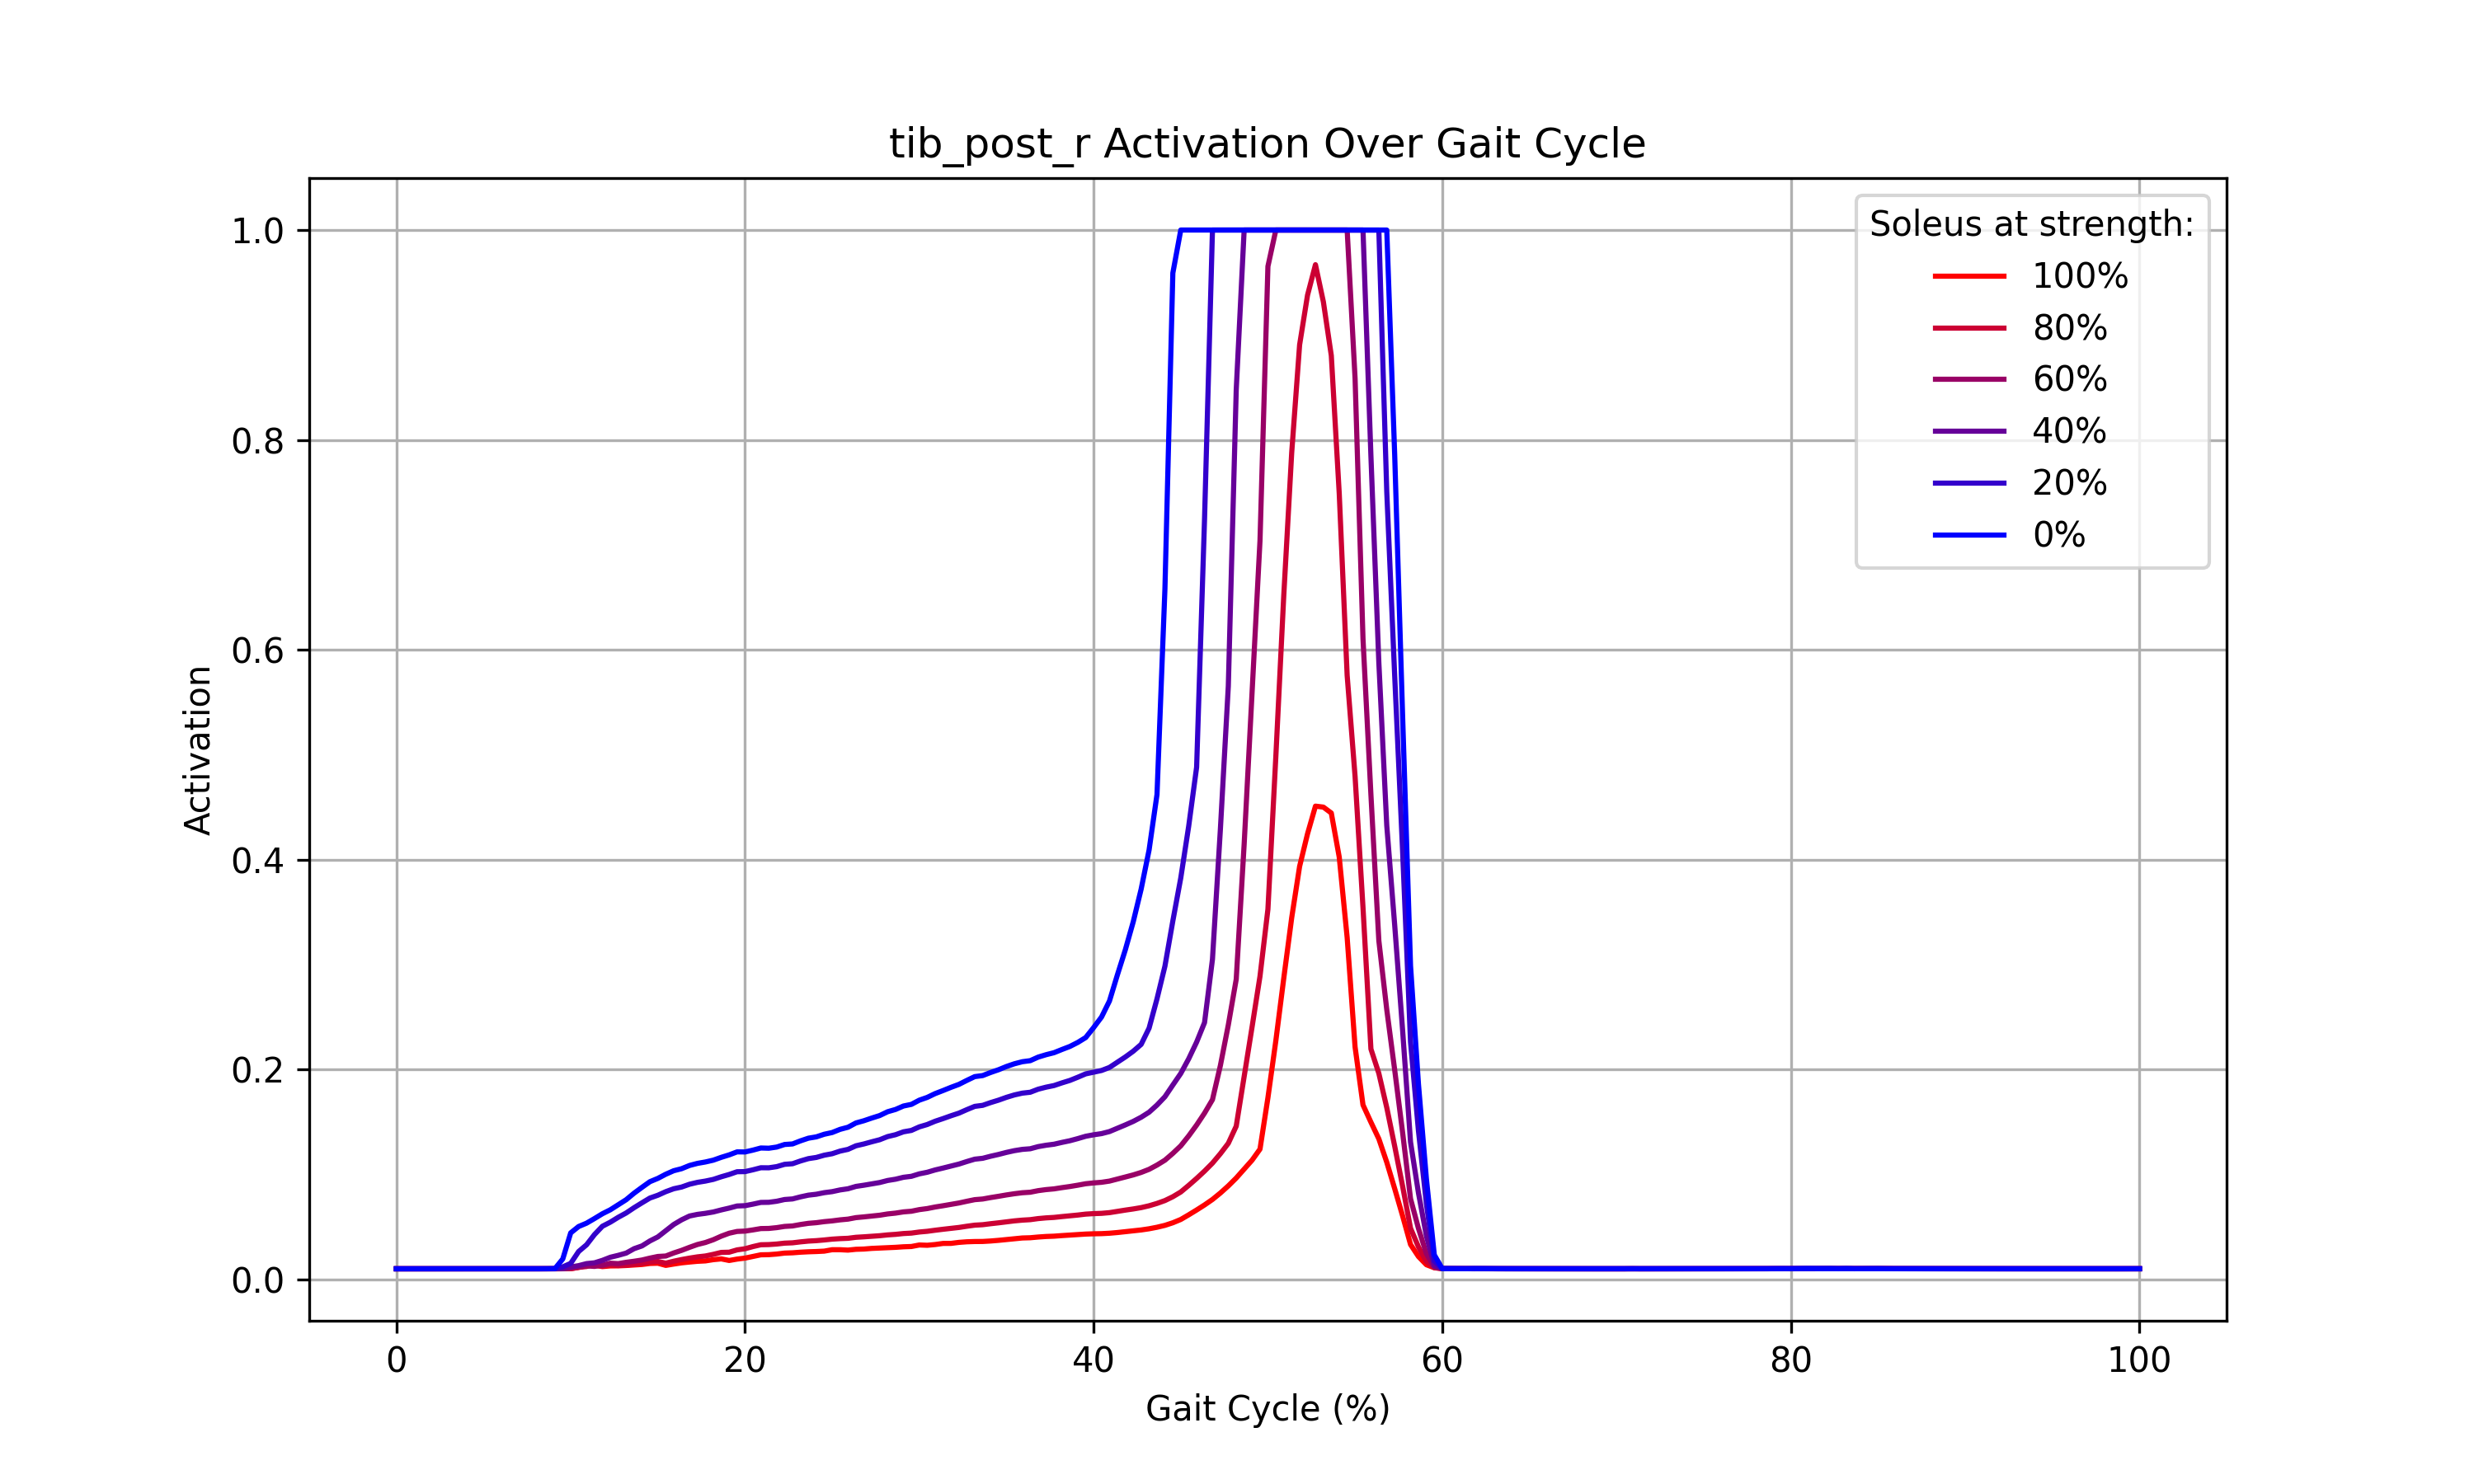 tib_post_r Activation Over Gait Cycle
Soleus at strength:
100%
80%
60%
40%
20%
0%
1.0
0.8
0.6
0.4
0.2
0.0
Activation
0 20 40 60 80 100
Gait Cycle (%)